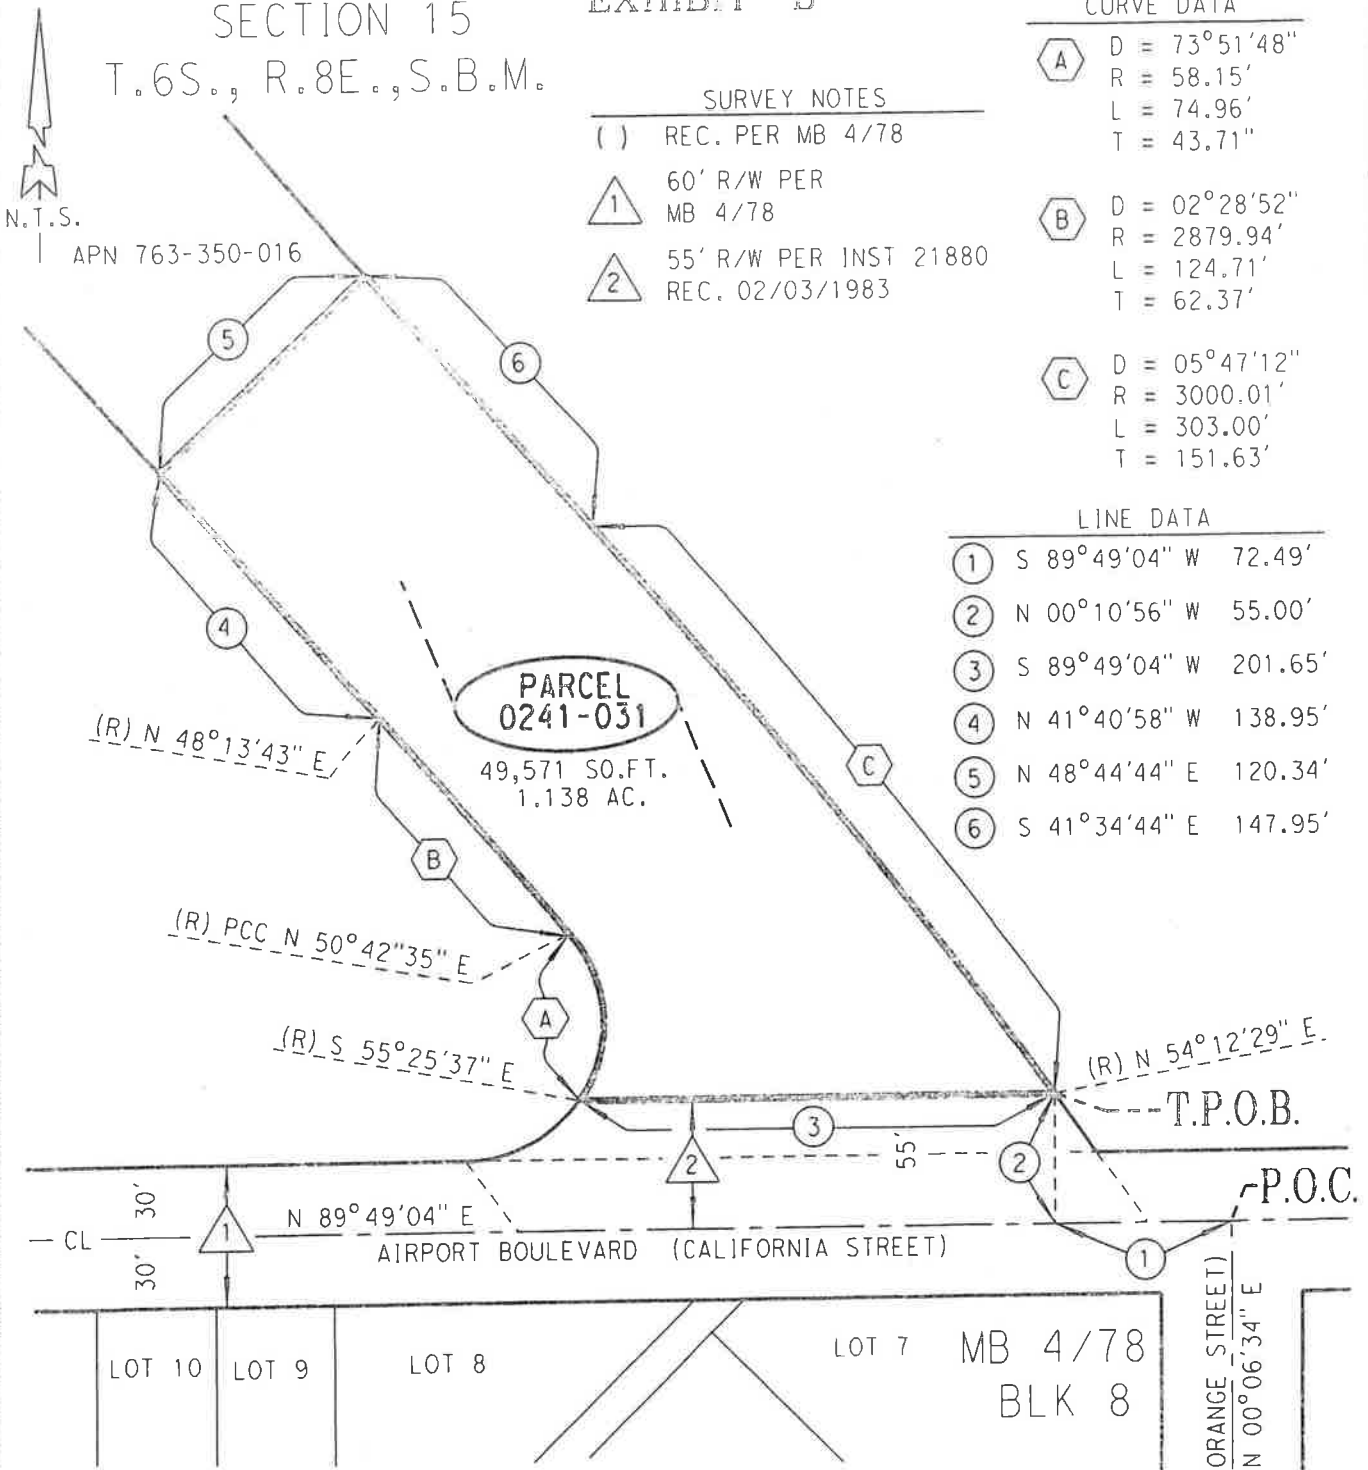 SECTION 15
T.6S., R.8E.,S.B.M.
N.T.S.
APN 763-350-016
SURVEY NOTES
( ) REC. PER MB 4/78
1 60' R/W PER
MB 4/78
2 55' R/W PER INST 21880
REC. 02/03/1983
CURVE DATA
A D = 73°51'48"
R = 58.15'
L = 74.96'
T = 43.71"
B D = 02°28'52"
R = 2879.94'
L = 124.71'
T = 62.37'
C D = 05°47'12"
R = 3000.01'
L = 303.00'
T = 151.63'
LINE DATA
1 S 89°49'04" W 72.49'
2 N 00°10'56" W 55.00'
3 S 89°49'04" W 201.65'
4 N 41°40'58" W 138.95'
5 N 48°44'44" E 120.34'
6 S 41°34'44" E 147.95'
5
6
4
PARCEL
0241-031
49,571 SQ.FT.
1.138 AC.
(R) N 48°13'43" E
C
B
(R) PCC N 50°42"35" E
A
(R) S 55°25'37" E
(R) N 54°12'29" E
T.P.O.B.
3
2
55'
2
P.O.C.
30'
CL
1
30'
N 89°49'04" E
AIRPORT BOULEVARD (CALIFORNIA STREET)
1
LOT 10
LOT 9
LOT 8
LOT 7
MB 4/78
BLK 8
ORANGE STREET)
N 00°06'34" E